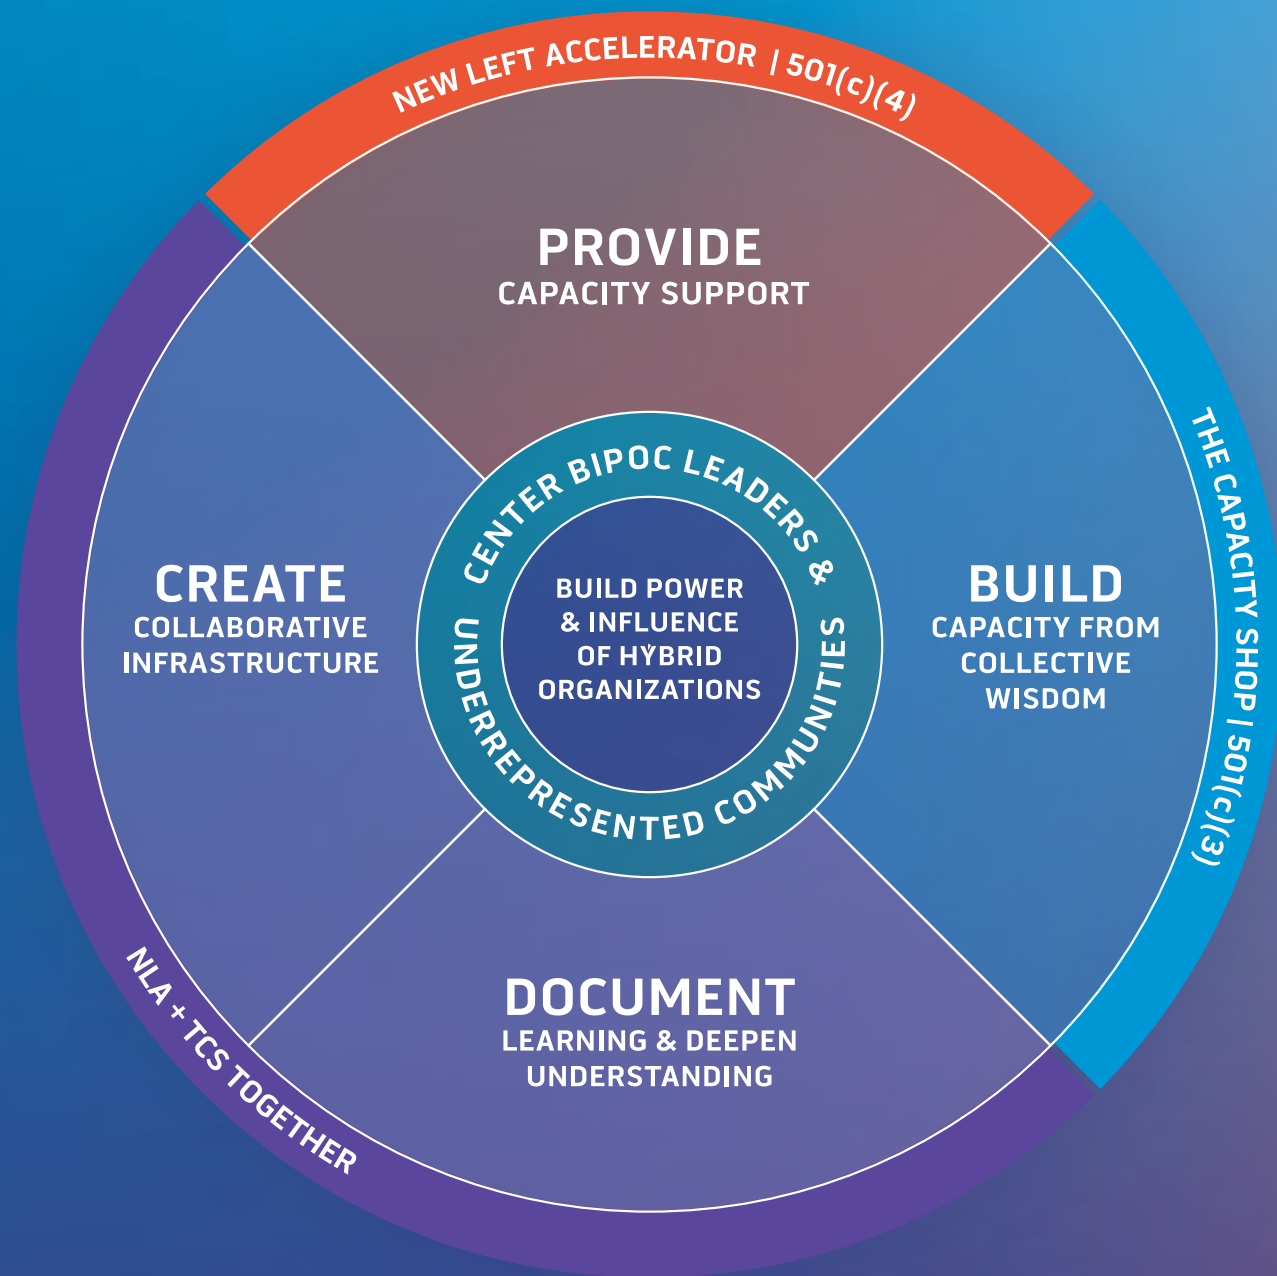 NEW LEFT ACCELERATOR | 501(c)(4)
PROVIDE
CAPACITY SUPPORT
THE CAPACITY SHOP | 501(c)(3)
BUILD
CAPACITY FROM
COLLECTIVE
WISDOM
CREATE
COLLABORATIVE
INFRASTRUCTURE
CENTER BIPOC LEADERS &
UNDERREPRESENTED COMMUNITIES
BUILD POWER
& INFLUENCE
OF HYBRID
ORGANIZATIONS
DOCUMENT
LEARNING & DEEPEN
UNDERSTANDING
NLA + TCS TOGETHER